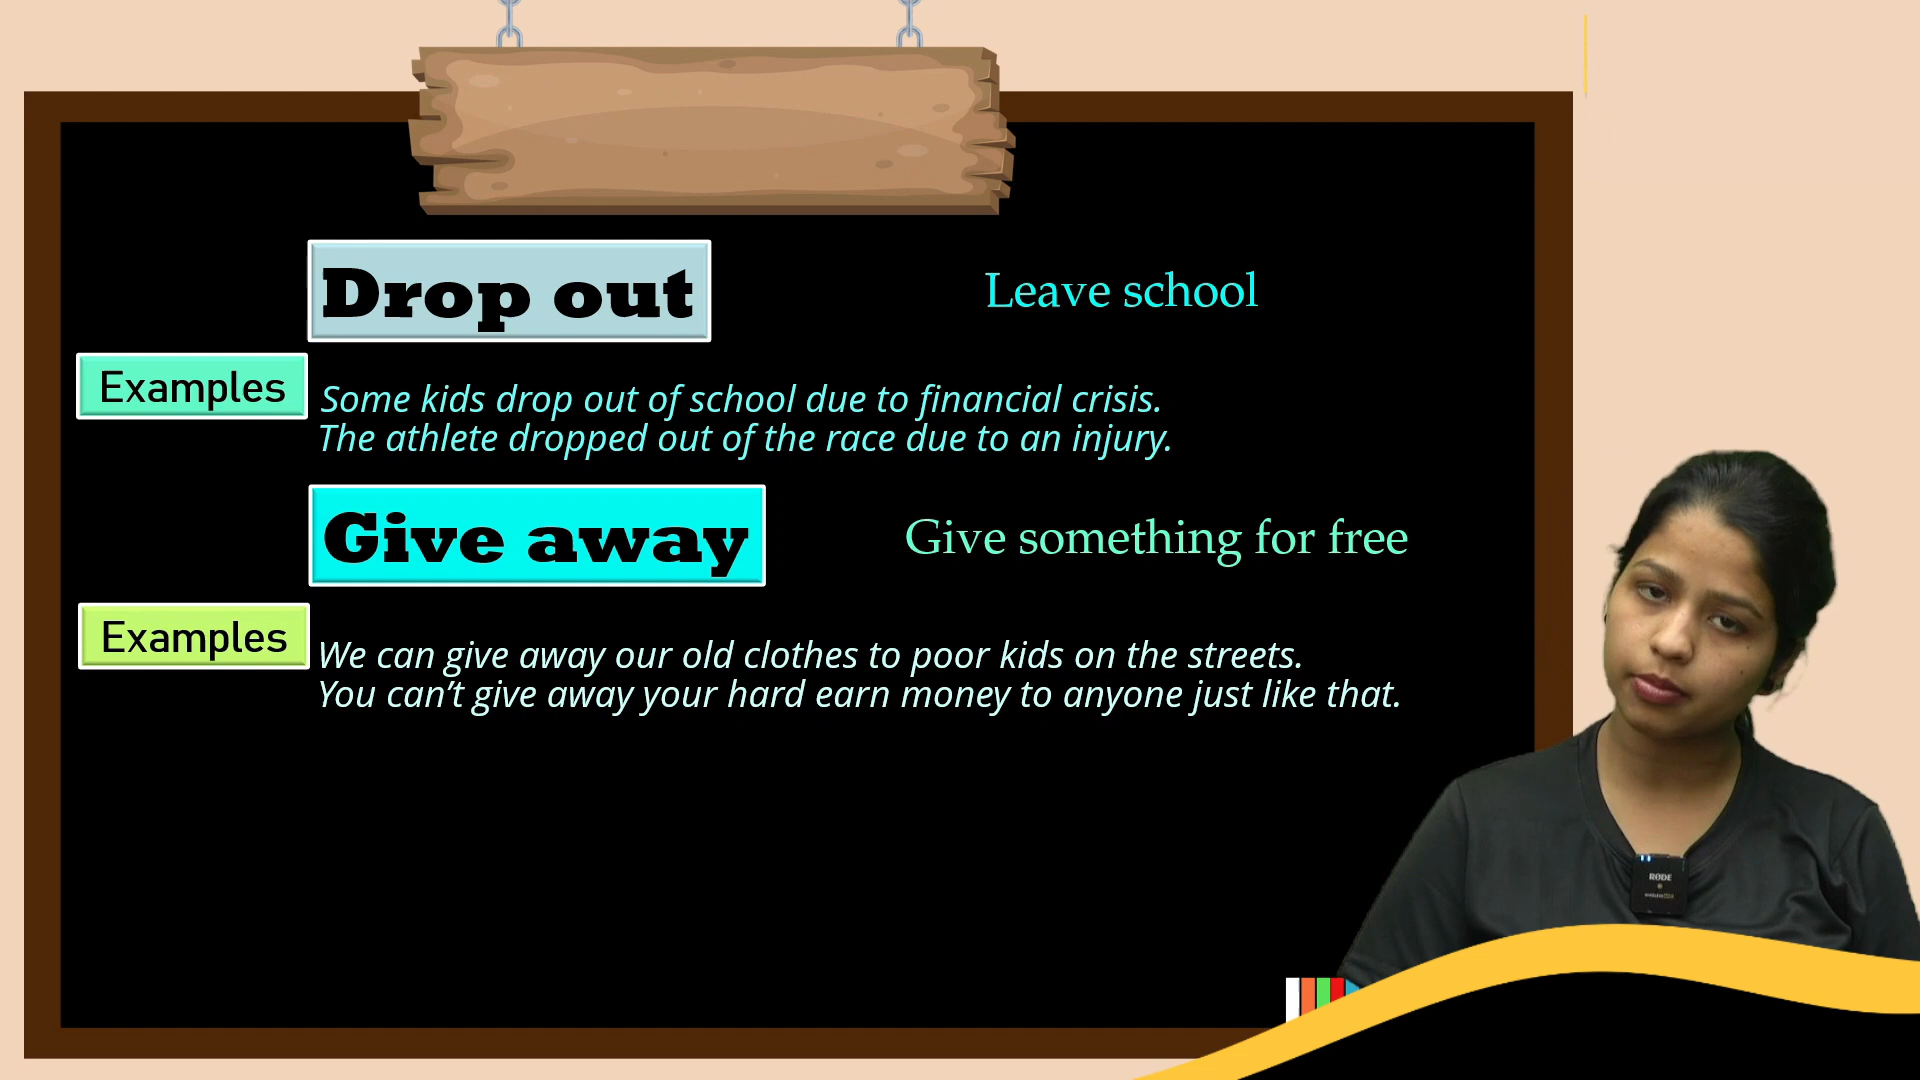 Drop out
Leave school
Examples
Some kids drop out of school due to financial crisis.
The athlete dropped out of the race due to an injury.
Give away
Give something for free
Examples
We can give away our old clothes to poor kids on the streets.
You can’t give away your hard earn money to anyone just like that.
RØDE